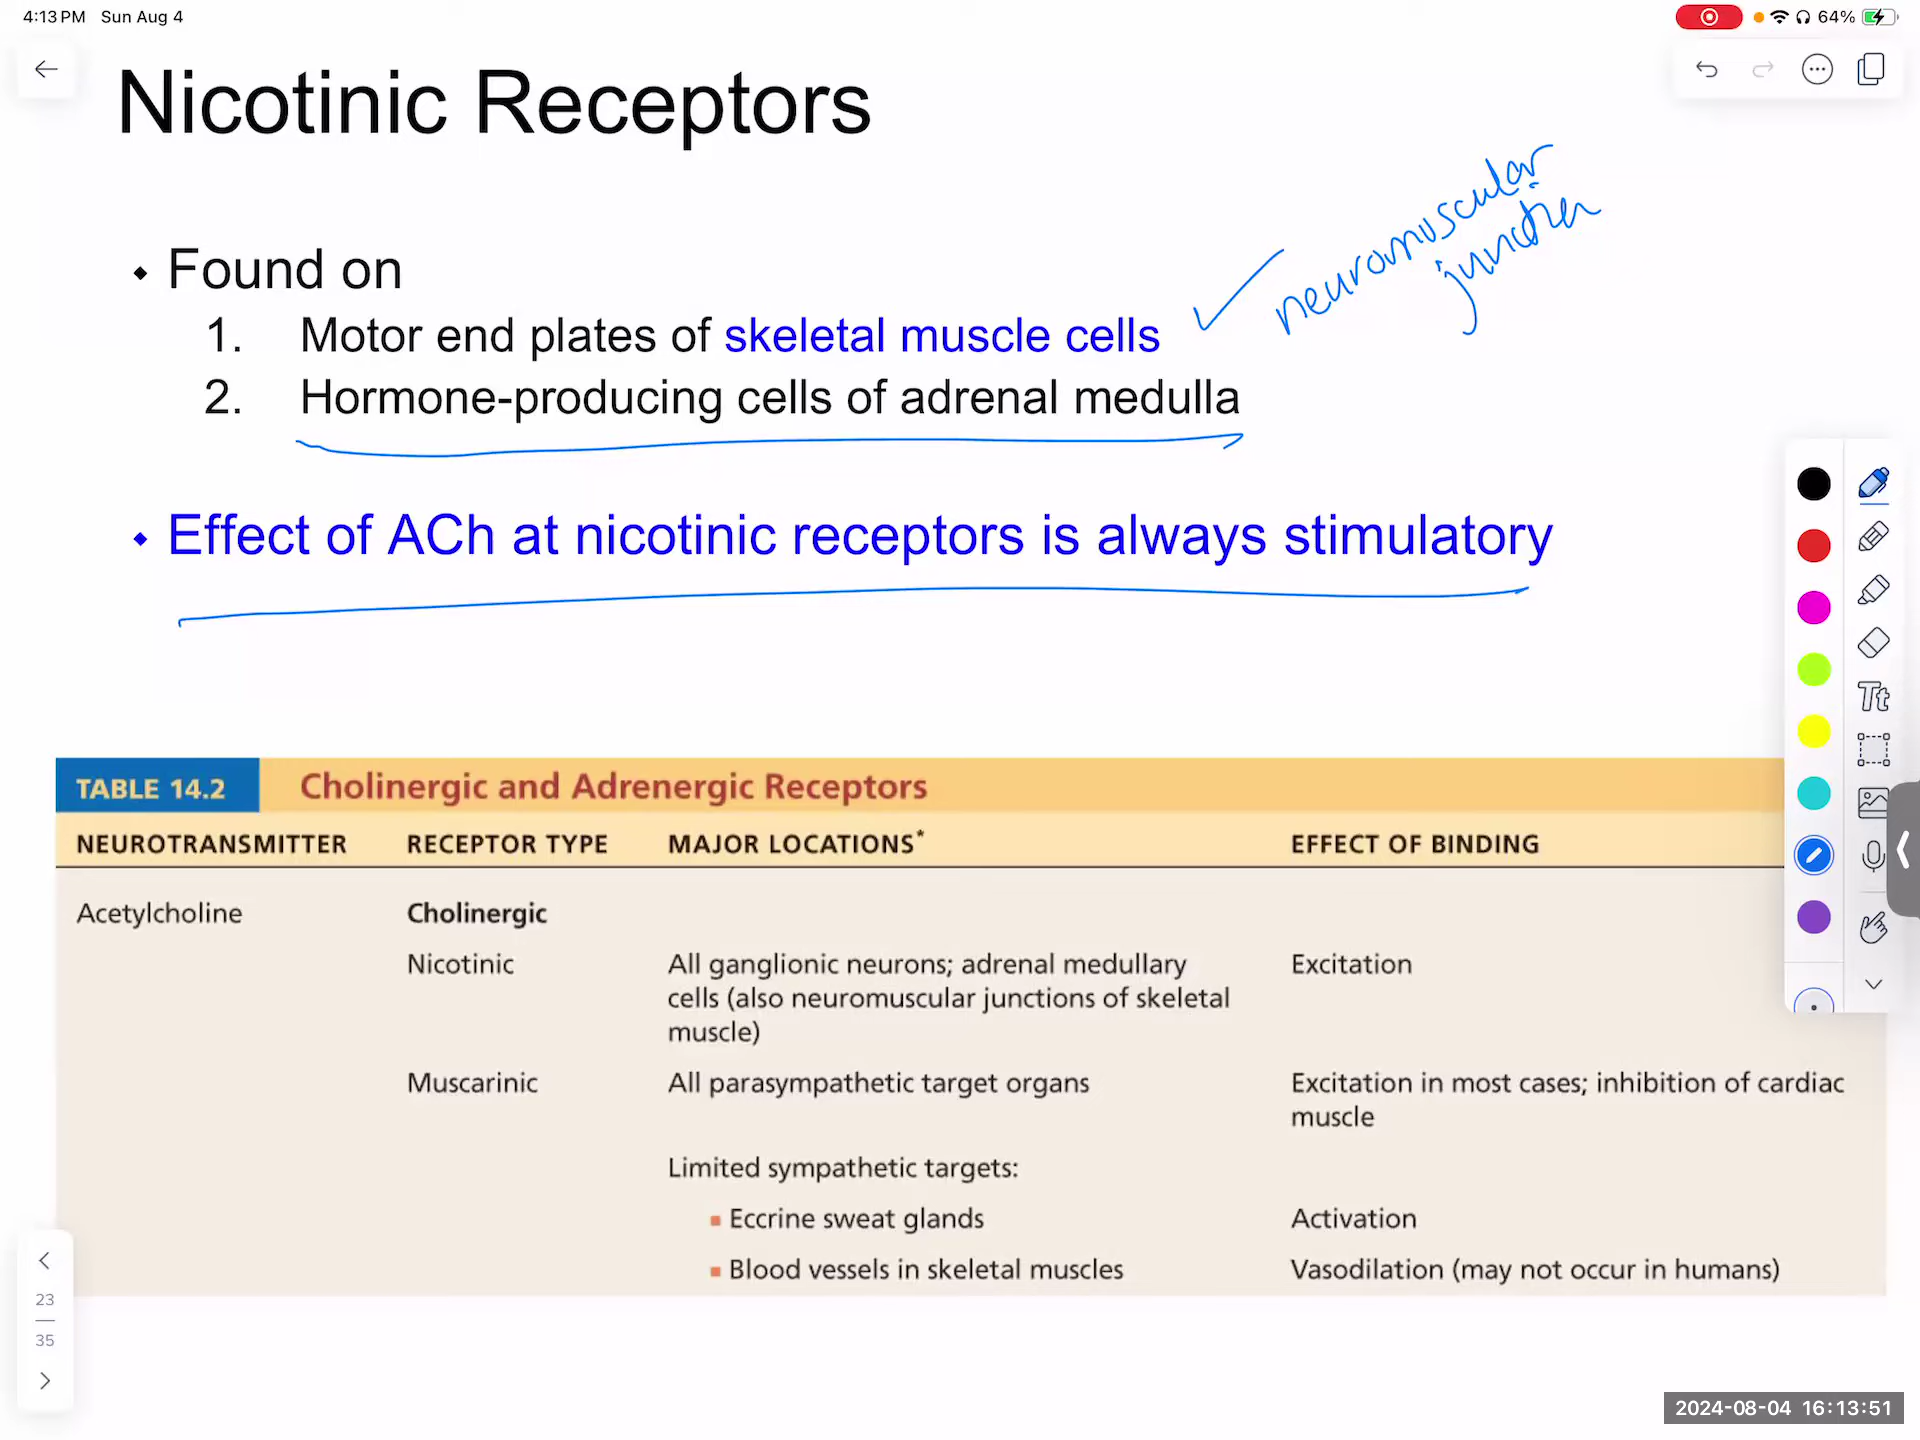 4:13 PM Sun Aug 4
64%
Nicotinic Receptors
neuromuscular
junction
• Found on
1. Motor end plates of skeletal muscle cells
2. Hormone-producing cells of adrenal medulla
• Effect of ACh at nicotinic receptors is always stimulatory
Tt
TABLE 14.2 Cholinergic and Adrenergic Receptors
NEUROTRANSMITTER RECEPTOR TYPE MAJOR LOCATIONS* EFFECT OF BINDING
Acetylcholine Cholinergic
Nicotinic All ganglionic neurons; adrenal medullary Excitation
cells (also neuromuscular junctions of skeletal
muscle)
Muscarinic All parasympathetic target organs Excitation in most cases; inhibition of cardiac
muscle
Limited sympathetic targets:
▪ Eccrine sweat glands Activation
▪ Blood vessels in skeletal muscles Vasodilation (may not occur in humans)
23
35
2024-08-04 16:13:51